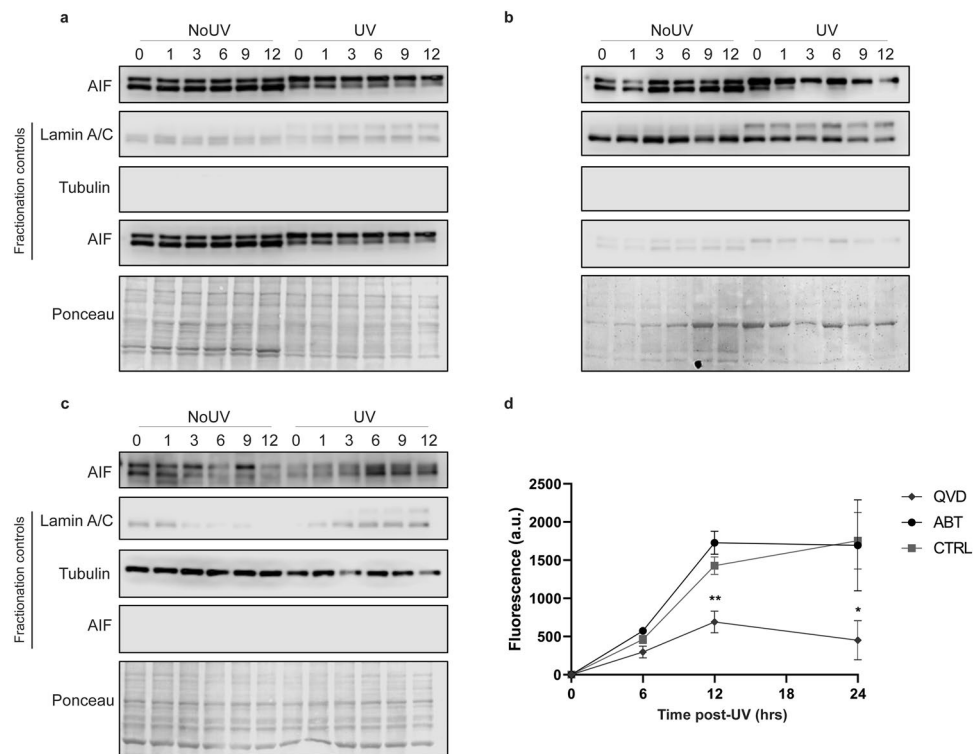 a
NoUV UV
0 1 3 6 9 12 0 1 3 6 9 12
AIF
Fractionation controls
Lamin A/C
Tubulin
AIF
Ponceau
b
NoUV UV
0 1 3 6 9 12 0 1 3 6 9 12
c
NoUV UV
0 1 3 6 9 12 0 1 3 6 9 12
AIF
Fractionation controls
Lamin A/C
Tubulin
AIF
Ponceau
d
Fluorescence (a.u.)
2500
2000
1500
1000
500
0
** *
0 6 12 18 24
Time post-UV (hrs)
QVD
ABT
CTRL